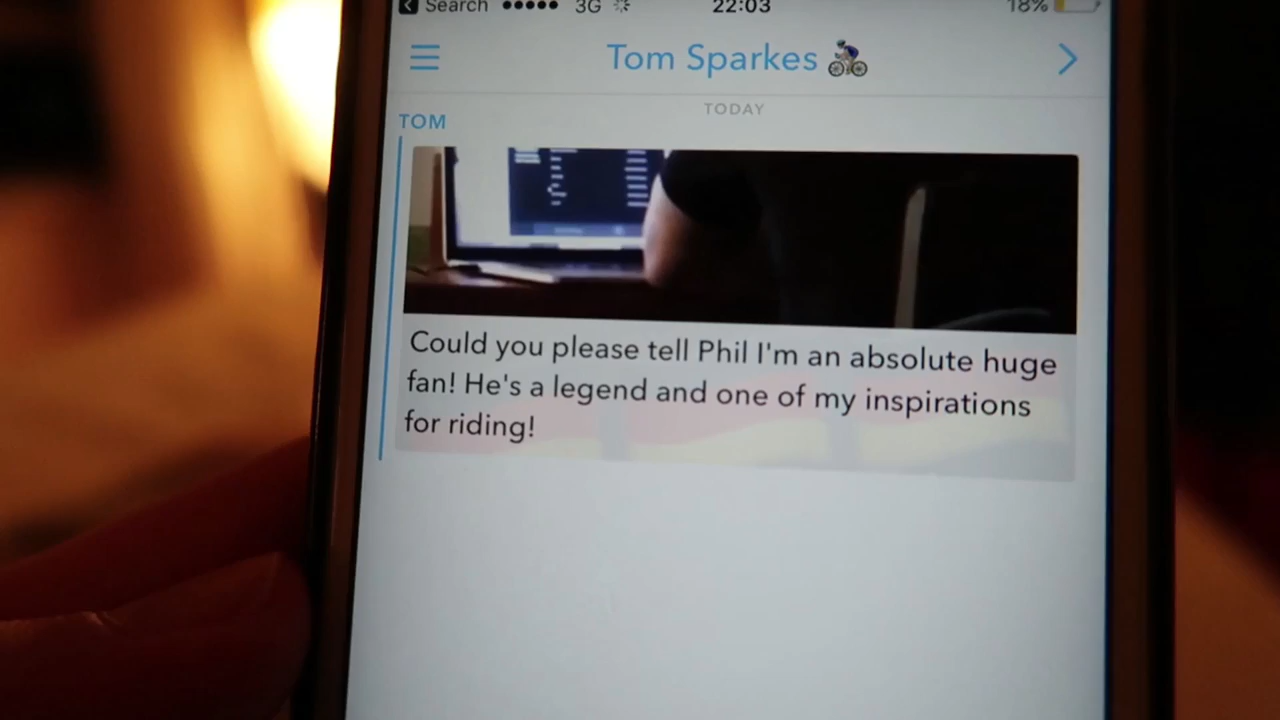 Search 3G 22:03 18%
Tom Sparkes 🚴
TODAY
TOM
Could you please tell Phil I'm an absolute huge
fan! He's a legend and one of my inspirations
for riding!